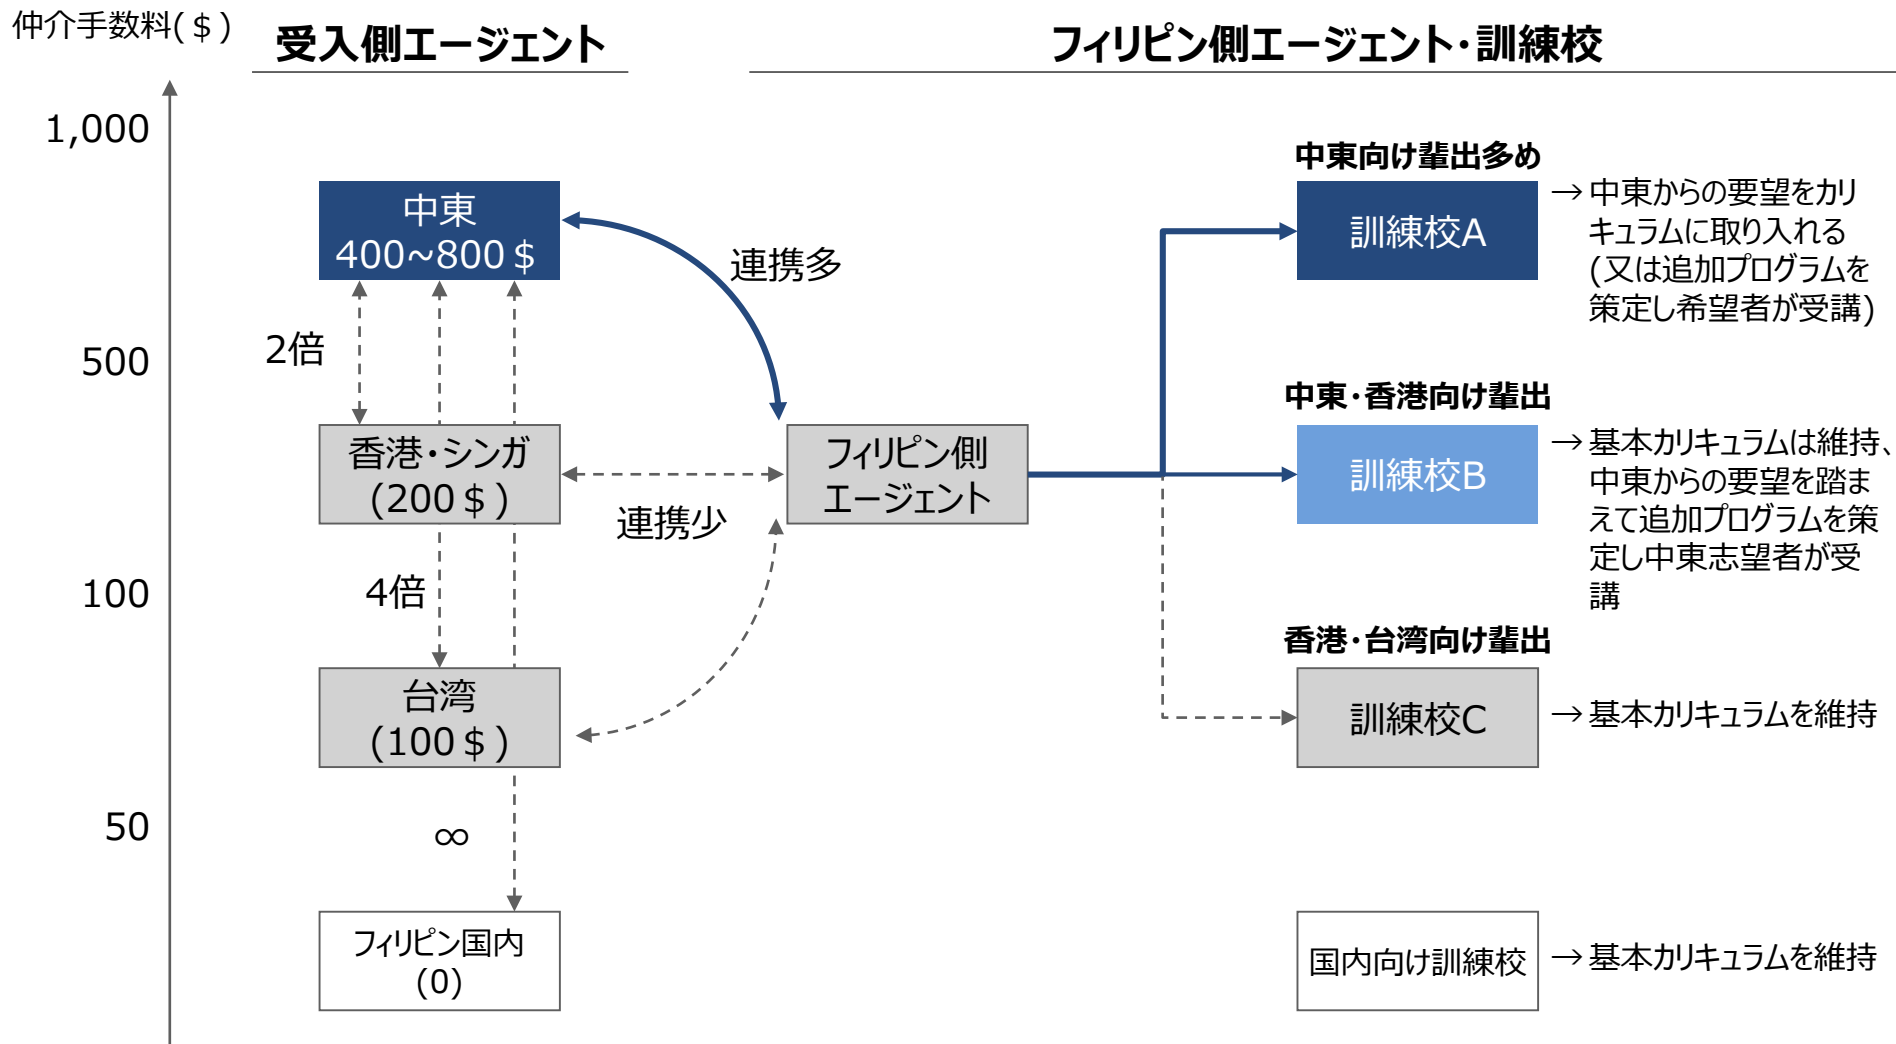 仲介手数料(＄)
受入側エージェント
フィリピン側エージェント・訓練校
1,000
500
100
50
中東
400~800＄
2倍
香港・シンガ
(200＄)
4倍
台湾
(100＄)
∞
フィリピン国内
(0)
連携多
連携少
フィリピン側
エージェント
中東向け輩出多め
訓練校A
→中東からの要望をカリ
キュラムに取り入れる
(又は追加プログラムを
策定し希望者が受講)
中東・香港向け輩出
訓練校B
→基本カリキュラムは維持、
中東からの要望を踏ま
えて追加プログラムを策
定し中東志望者が受
講
香港・台湾向け輩出
訓練校C
→基本カリキュラムを維持
国内向け訓練校
→基本カリキュラムを維持